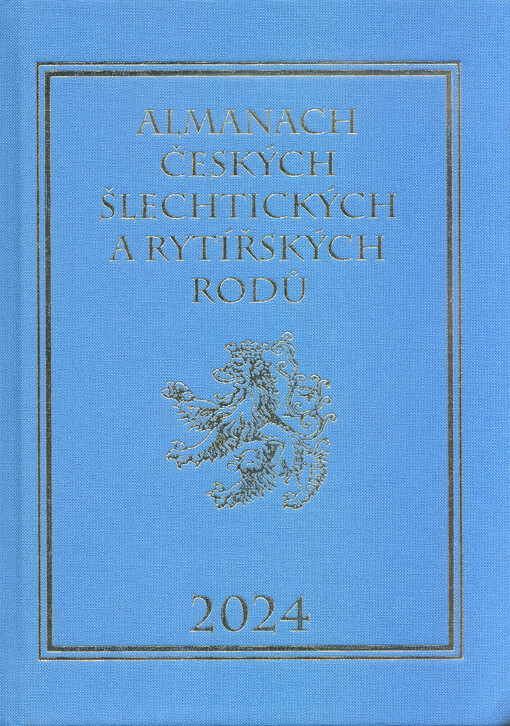 ALMANACH
ČESKÝCH
ŠLECHTICKÝCH
A RYTÍŘSKÝCH
RODŮ
2024